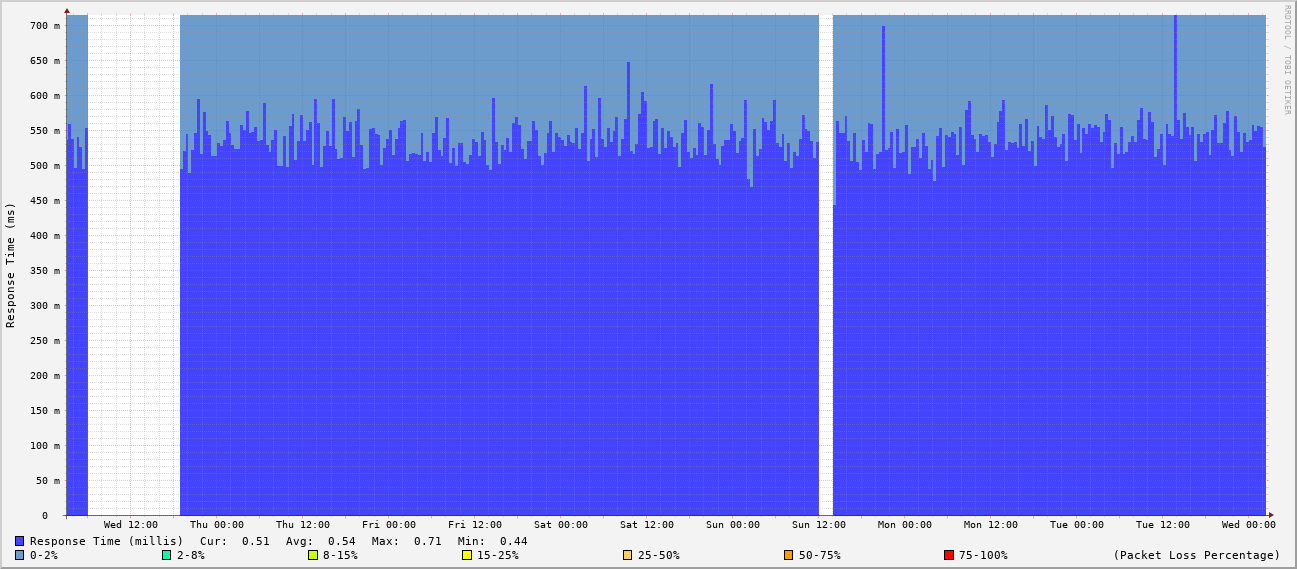 RRDTOOL / TOBI OETIKER
Response Time (ms)
700 m
650 m
600 m
550 m
500 m
450 m
400 m
350 m
300 m
250 m
200 m
150 m
100 m
50 m
0
Wed 12:00 Thu 00:00 Thu 12:00 Fri 00:00 Fri 12:00 Sat 00:00 Sat 12:00 Sun 00:00 Sun 12:00 Mon 00:00 Mon 12:00 Tue 00:00 Tue 12:00 Wed 00:00
Response Time (millis) Cur: 0.51 Avg: 0.54 Max: 0.71 Min: 0.44
0-2% 2-8% 8-15% 15-25% 25-50% 50-75% 75-100% (Packet Loss Percentage)